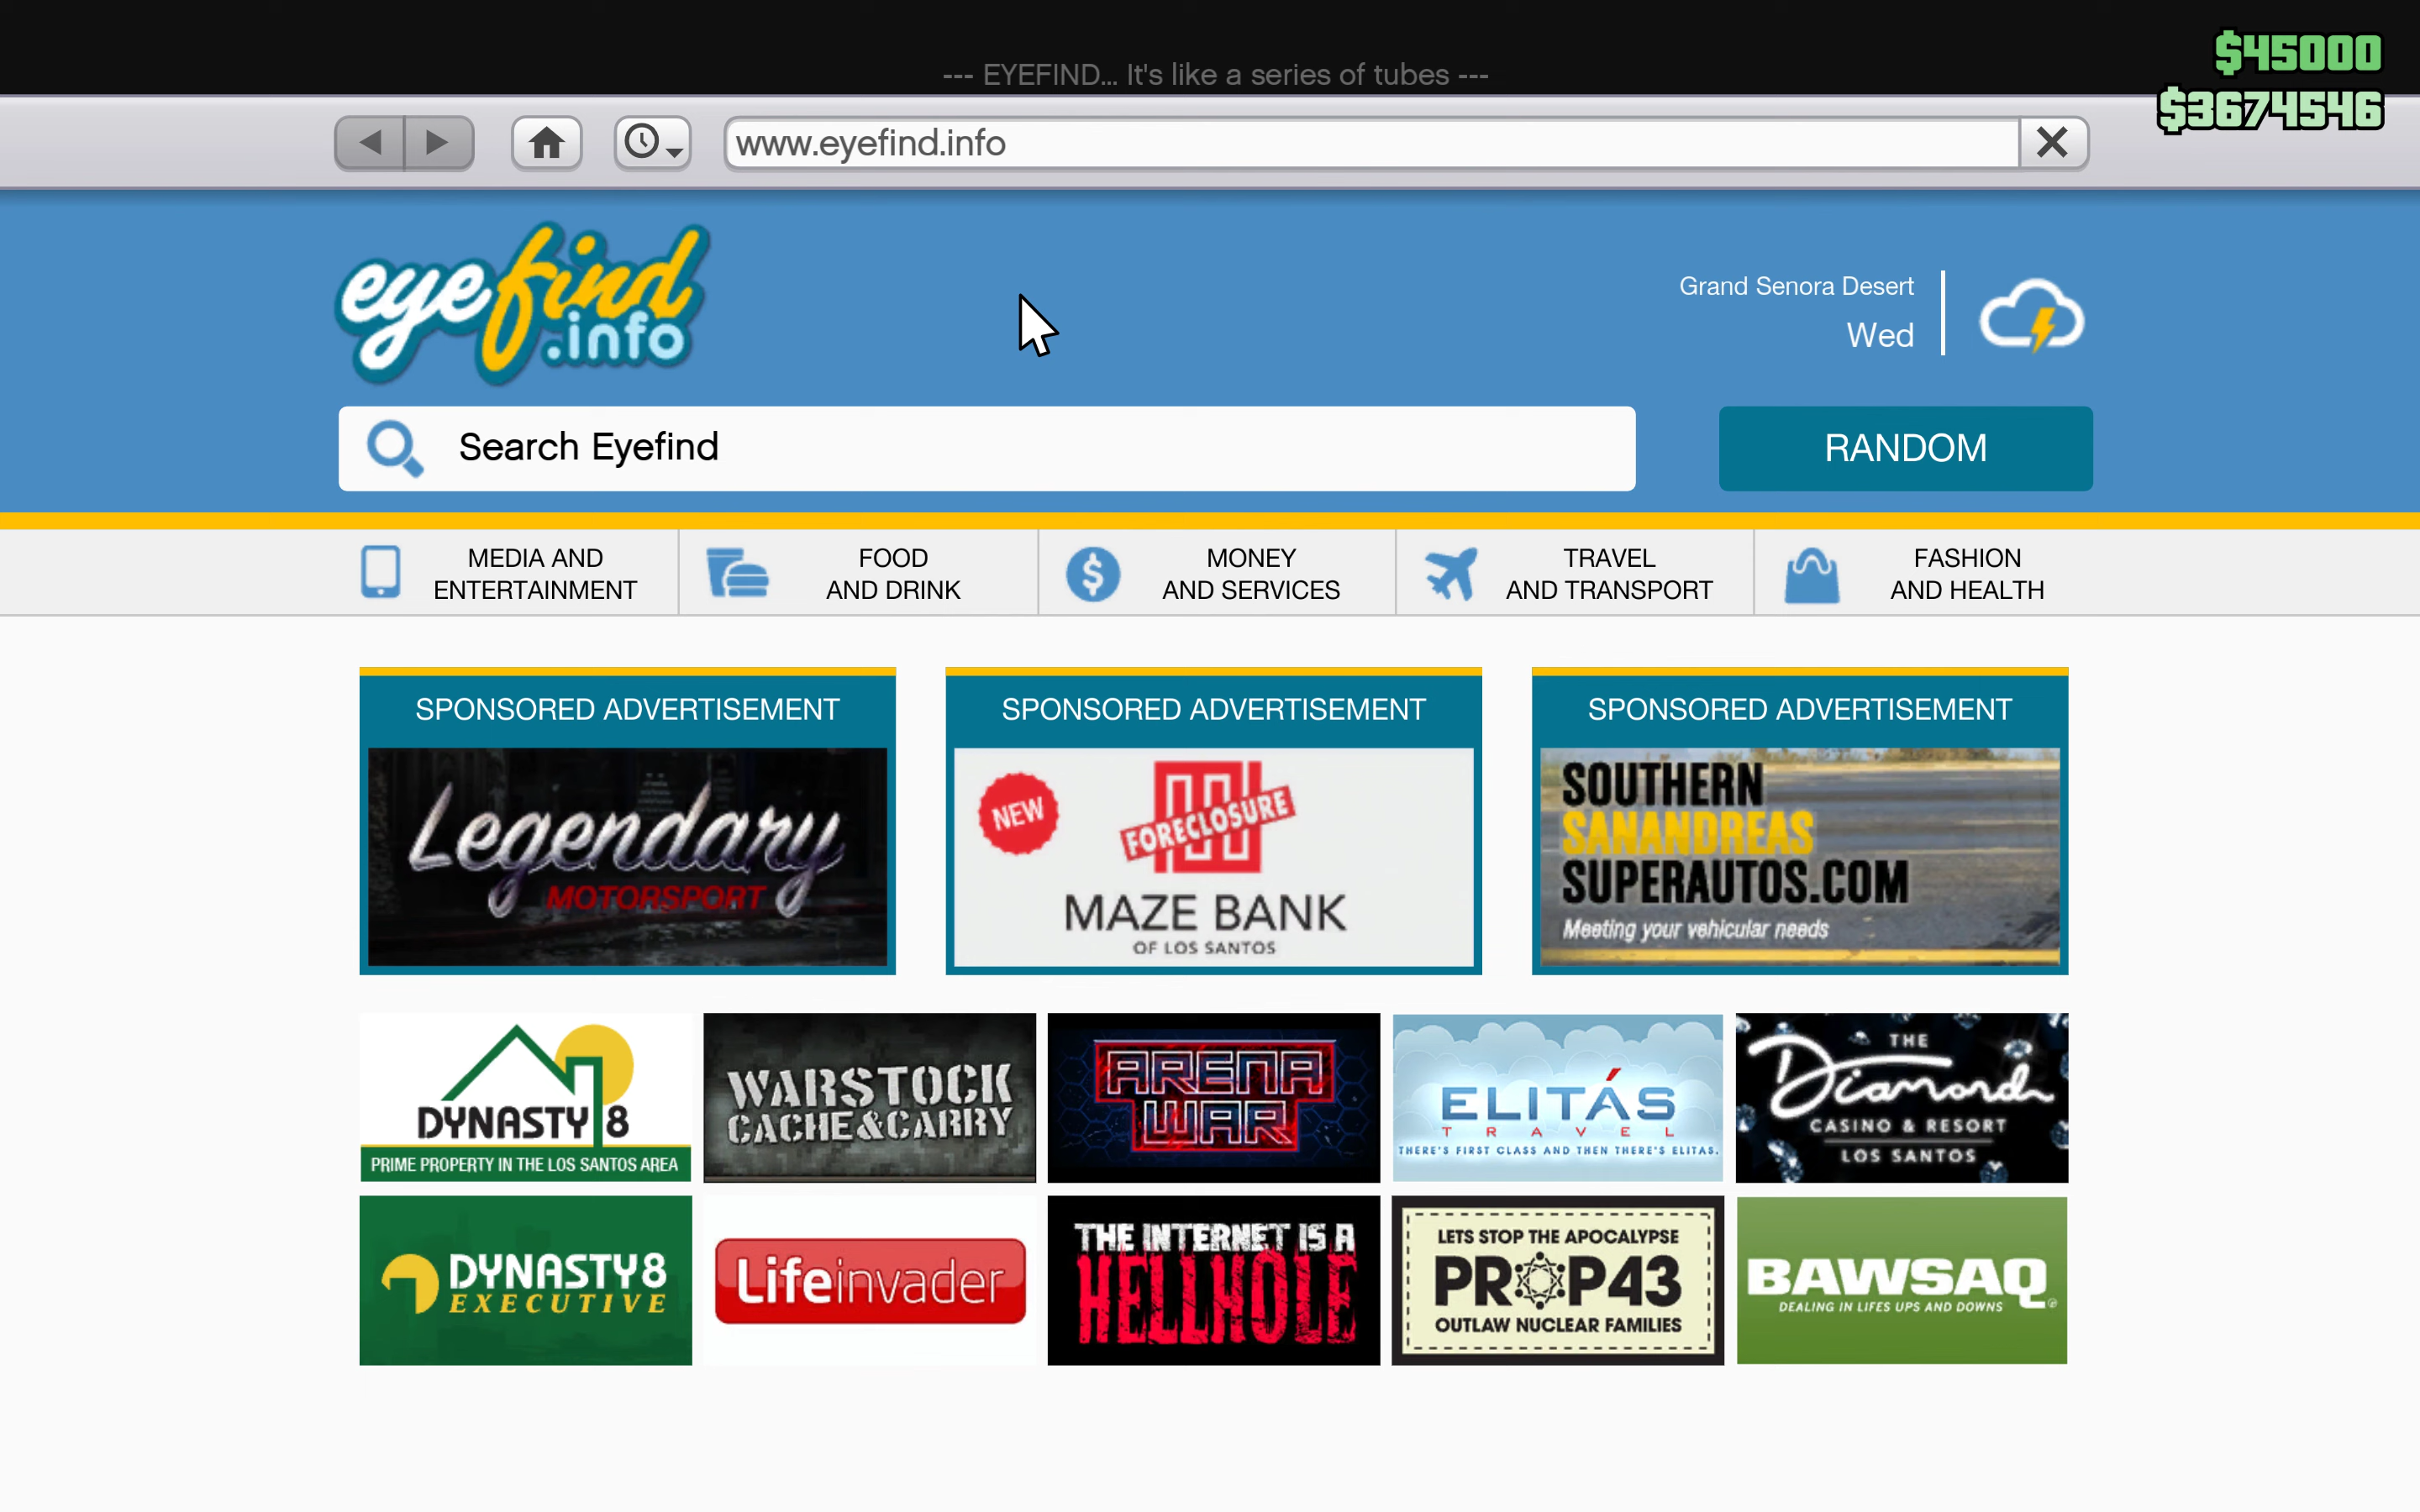 --- EYEFIND... It's like a series of tubes ---
$45000
$3674546
www.eyefind.info
eyefind
.info
Grand Senora Desert
Wed
Search Eyefind
RANDOM
MEDIA AND
ENTERTAINMENT
FOOD
AND DRINK
MONEY
AND SERVICES
TRAVEL
AND TRANSPORT
FASHION
AND HEALTH
SPONSORED ADVERTISEMENT
Legendary
MOTORSPORT
SPONSORED ADVERTISEMENT
NEW
FORECLOSURE
MAZE BANK
OF LOS SANTOS
SPONSORED ADVERTISEMENT
SOUTHERN
SANANDREAS
SUPERAUTOS.COM
Meeting your vehicular needs
DYNASTY 8
PRIME PROPERTY IN THE LOS SANTOS AREA
WARSTOCK
CACHE&CARRY
ARENA
WAR
ELITÁS
TRAVEL
THERE'S FIRST CLASS AND THEN THERE'S ELITAS.
THE
Diamond
CASINO & RESORT
LOS SANTOS
DYNASTY8
EXECUTIVE
Lifeinvader
THE INTERNET IS A
HELLHOLE
LETS STOP THE APOCALYPSE
PROP43
OUTLAW NUCLEAR FAMILIES
BAWSAQ
DEALING IN LIFES UPS AND DOWNS